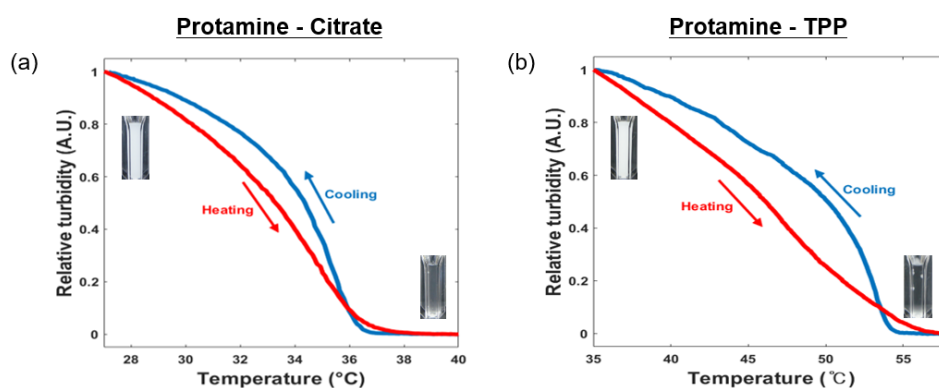 Protamine - Citrate
(a)
Relative turbidity (A.U.)
1
0.8
0.6
0.4
0.2
0
Heating
Cooling
28 30 32 34 36 38 40
Temperature (°C)
Protamine - TPP
(b)
Relative turbidity (A.U.)
1
0.8
0.6
0.4
0.2
0
Heating
Cooling
35 40 45 50 55
Temperature (℃)